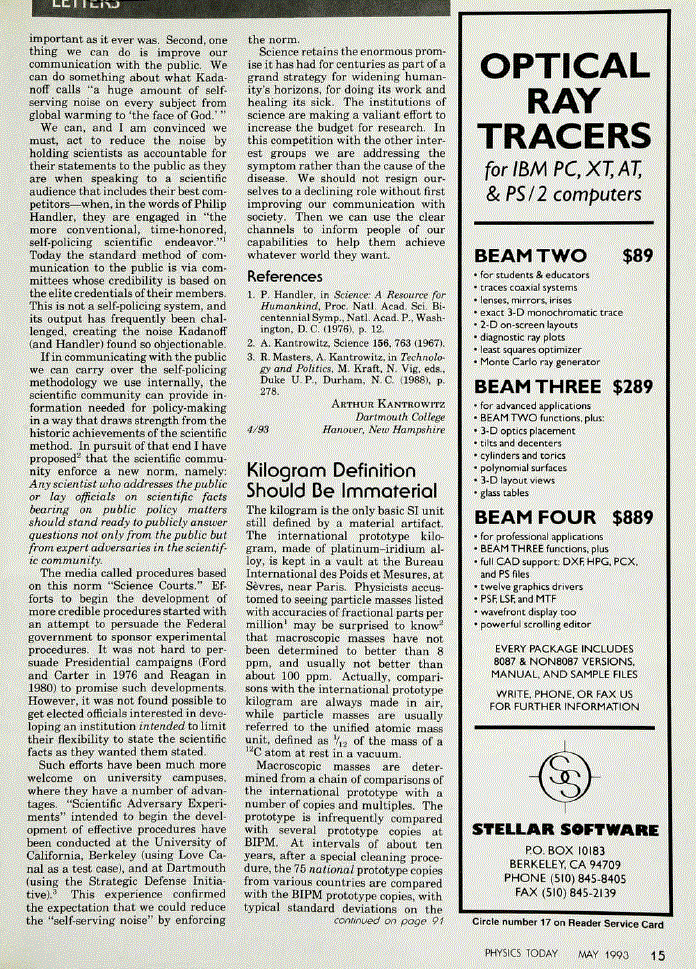 LETTERS
important as it ever was. Second, one
thing we can do is improve our
communication with the public. We
can do something about what Kada-
noff calls "a huge amount of self-
serving noise on every subject from
global warming to 'the face of God.' "
We can, and I am convinced we
must, act to reduce the noise by
holding scientists as accountable for
their statements to the public as they
are when speaking to a scientific
audience that includes their best com-
petitors—when, in the words of Philip
Handler, they are engaged in "the
more conventional, time-honored,
self-policing scientific endeavor."¹
Today the standard method of com-
munication to the public is via com-
mittees whose credibility is based on
the elite credentials of their members.
This is not a self-policing system, and
its output has frequently been chal-
lenged, creating the noise Kadanoff
(and Handler) found so objectionable.
If in communicating with the public
we can carry over the self-policing
methodology we use internally, the
scientific community can provide in-
formation needed for policy-making
in a way that draws strength from the
historic achievements of the scientific
method. In pursuit of that end I have
proposed² that the scientific commu-
nity enforce a new norm, namely:
Any scientist who addresses the public
or lay officials on scientific facts
bearing on public policy matters
should stand ready to publicly answer
questions not only from the public but
from expert adversaries in the scientif-
ic community.
The media called procedures based
on this norm "Science Courts." Ef-
forts to begin the development of
more credible procedures started with
an attempt to persuade the Federal
government to sponsor experimental
procedures. It was not hard to per-
suade Presidential campaigns (Ford
and Carter in 1976 and Reagan in
1980) to promise such developments.
However, it was not found possible to
get elected officials interested in deve-
loping an institution intended to limit
their flexibility to state the scientific
facts as they wanted them stated.
Such efforts have been much more
welcome on university campuses,
where they have a number of advan-
tages. "Scientific Adversary Experi-
ments" intended to begin the devel-
opment of effective procedures have
been conducted at the University of
California, Berkeley (using Love Ca-
nal as a test case), and at Dartmouth
(using the Strategic Defense Initia-
tive).³ This experience confirmed
the expectation that we could reduce
the "self-serving noise" by enforcing
the norm.
Science retains the enormous prom-
ise it has had for centuries as part of a
grand strategy for widening human-
ity's horizons, for doing its work and
healing its sick. The institutions of
science are making a valiant effort to
increase the budget for research. In
this competition with the other inter-
est groups we are addressing the
symptom rather than the cause of the
disease. We should not resign our-
selves to a declining role without first
improving our communication with
society. Then we can use the clear
channels to inform people of our
capabilities to help them achieve
whatever world they want.
References
1. P. Handler, in Science: A Resource for
Humankind, Proc. Natl. Acad. Sci. Bi-
centennial Symp., Natl. Acad. P., Wash-
ington, D. C. (1976), p. 12.
2. A. Kantrowitz, Science 156, 763 (1967).
3. R. Masters, A. Kantrowitz, in Technolo-
gy and Politics, M. Kraft, N. Vig, eds.,
Duke U. P., Durham, N. C. (1988), p.
278.
ARTHUR KANTROWITZ
Dartmouth College
4/93 Hanover, New Hampshire
Kilogram Definition
Should Be Immaterial
The kilogram is the only basic SI unit
still defined by a material artifact.
The international prototype kilo-
gram, made of platinum–iridium al-
loy, is kept in a vault at the Bureau
International des Poids et Mesures, at
Sèvres, near Paris. Physicists accus-
tomed to seeing particle masses listed
with accuracies of fractional parts per
million¹ may be surprised to know²
that macroscopic masses have not
been determined to better than 8
ppm, and usually not better than
about 100 ppm. Actually, compari-
sons with the international prototype
kilogram are always made in air,
while particle masses are usually
referred to the unified atomic mass
unit, defined as ¹⁄₁₂ of the mass of a
¹²C atom at rest in a vacuum.
Macroscopic masses are deter-
mined from a chain of comparisons of
the international prototype with a
number of copies and multiples. The
prototype is infrequently compared
with several prototype copies at
BIPM. At intervals of about ten
years, after a special cleaning proce-
dure, the 75 national prototype copies
from various countries are compared
with the BIPM prototype copies, with
typical standard deviations on the
continued on page 91
OPTICAL
RAY
TRACERS
for IBM PC, XT, AT,
& PS/2 computers
BEAM TWO $89
• for students & educators
• traces coaxial systems
• lenses, mirrors, irises
• exact 3-D monochromatic trace
• 2-D on-screen layouts
• diagnostic ray plots
• least squares optimizer
• Monte Carlo ray generator
BEAM THREE $289
• for advanced applications
• BEAM TWO functions, plus:
• 3-D optics placement
• tilts and decenters
• cylinders and torics
• polynomial surfaces
• 3-D layout views
• glass tables
BEAM FOUR $889
• for professional applications
• BEAM THREE functions, plus
• full CAD support: DXF, HPG, PCX,
and PS files
• twelve graphics drivers
• PSF, LSF, and MTF
• wavefront display too
• powerful scrolling editor
EVERY PACKAGE INCLUDES
8087 & NON8087 VERSIONS,
MANUAL, AND SAMPLE FILES
WRITE, PHONE, OR FAX US
FOR FURTHER INFORMATION
SS
STELLAR SOFTWARE
P.O. BOX 10183
BERKELEY, CA 94709
PHONE (510) 845-8405
FAX (510) 845-2139
Circle number 17 on Reader Service Card
PHYSICS TODAY MAY 1993 15